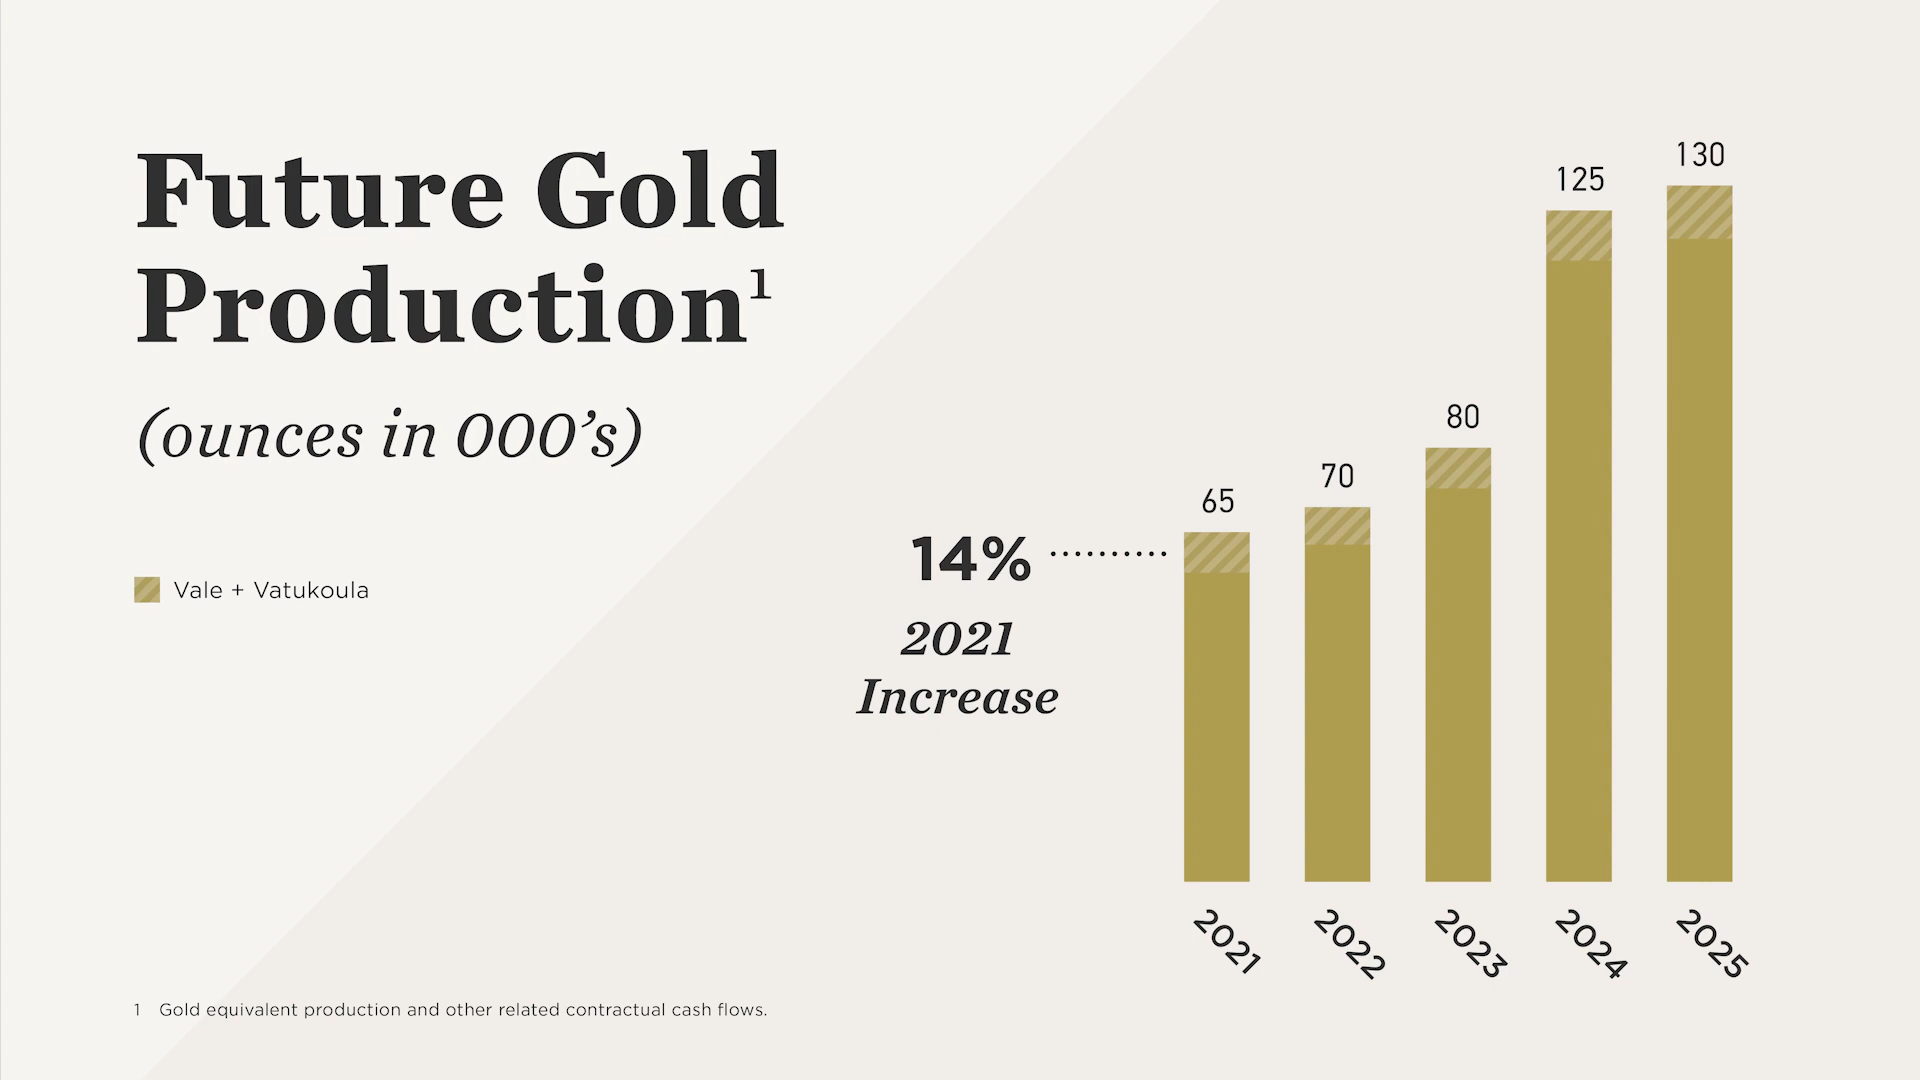 Future Gold
Production¹
(ounces in 000’s)
Vale + Vatukoula
14%
2021
Increase
65
70
80
125
130
2021
2022
2023
2024
2025
1 Gold equivalent production and other related contractual cash flows.